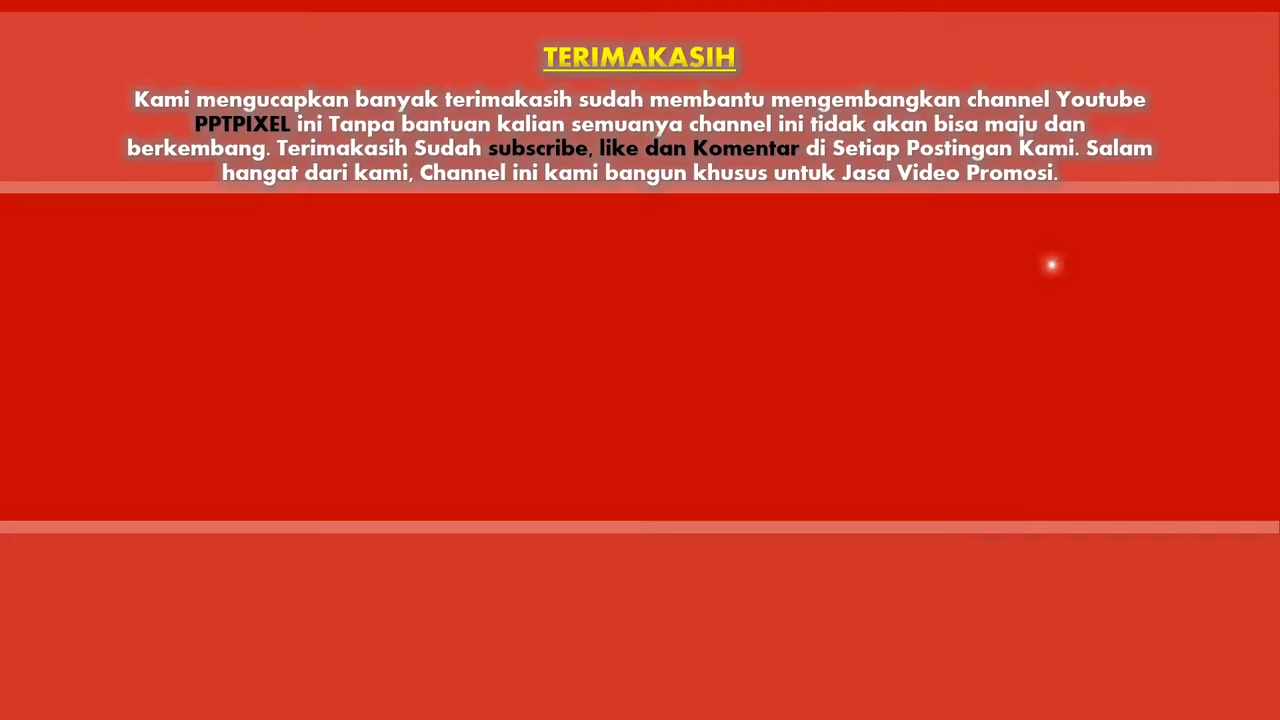 TERIMAKASIH
Kami mengucapkan banyak terimakasih sudah membantu mengembangkan channel Youtube
PPTPIXEL ini Tanpa bantuan kalian semuanya channel ini tidak akan bisa maju dan
berkembang. Terimakasih Sudah subscribe, like dan Komentar di Setiap Postingan Kami. Salam
hangat dari kami, Channel ini kami bangun khusus untuk Jasa Video Promosi.